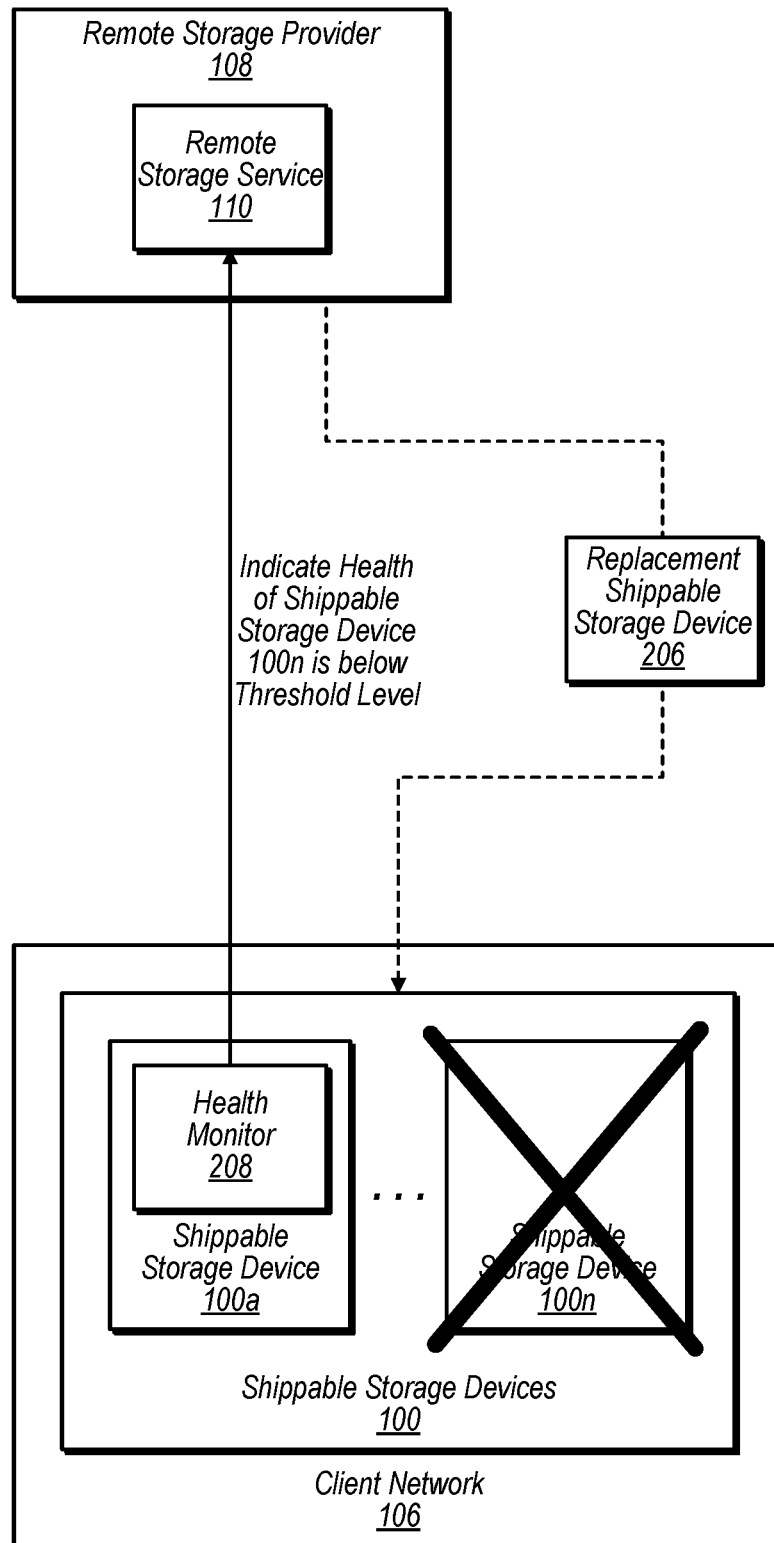 Remote Storage Provider
108
Remote
Storage Service
110
Indicate Health
of Shippable
Storage Device
100n is below
Threshold Level
Replacement
Shippable
Storage Device
206
Health
Monitor
208
Shippable
Storage Device
100a
. . .
Shippable
Storage Device
100n
Shippable Storage Devices
100
Client Network
106